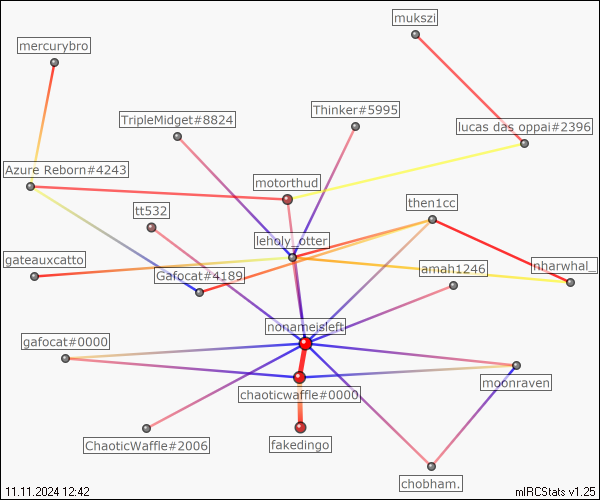 mukszi
mercurybro
Thinker#5995
TripleMidget#8824
lucas das oppai#2396
Azure Reborn#4243
motorthud
then1cc
tt532
leholy_otter
gateauxcatto
nharwhal_
amah1246
Gafocat#4189
nonameisleft
gafocat#0000
moonraven
chaoticwaffle#0000
ChaoticWaffle#2006
fakedingo
chobham.
11.11.2024 12:42
mIRCStats v1.25